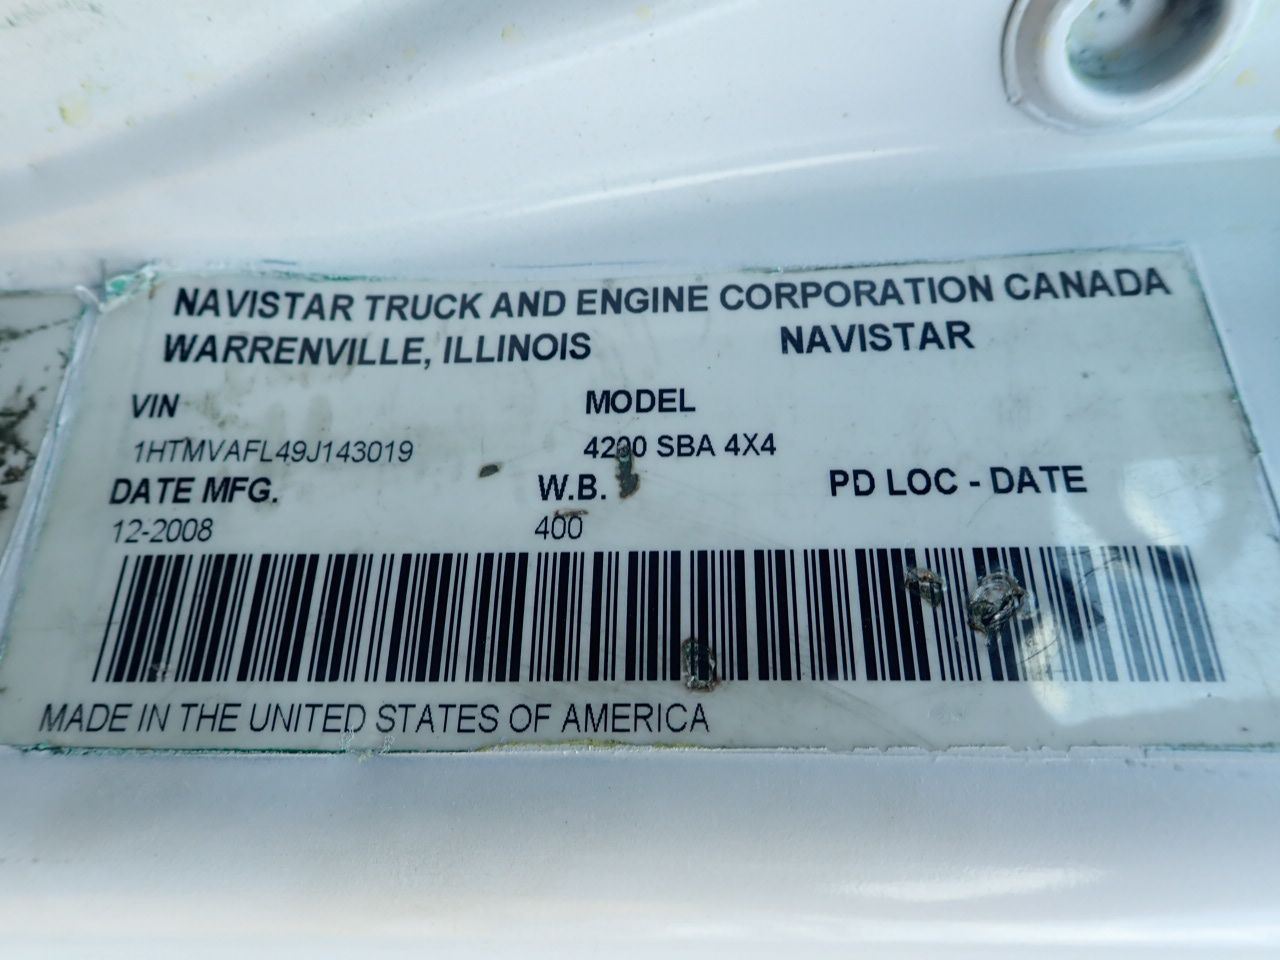 NAVISTAR TRUCK AND ENGINE CORPORATION CANADA
WARRENVILLE, ILLINOIS NAVISTAR
VIN MODEL
1HTMVAFL49J143019 4200 SBA 4X4
DATE MFG. W.B. PD LOC - DATE
12-2008 400
MADE IN THE UNITED STATES OF AMERICA